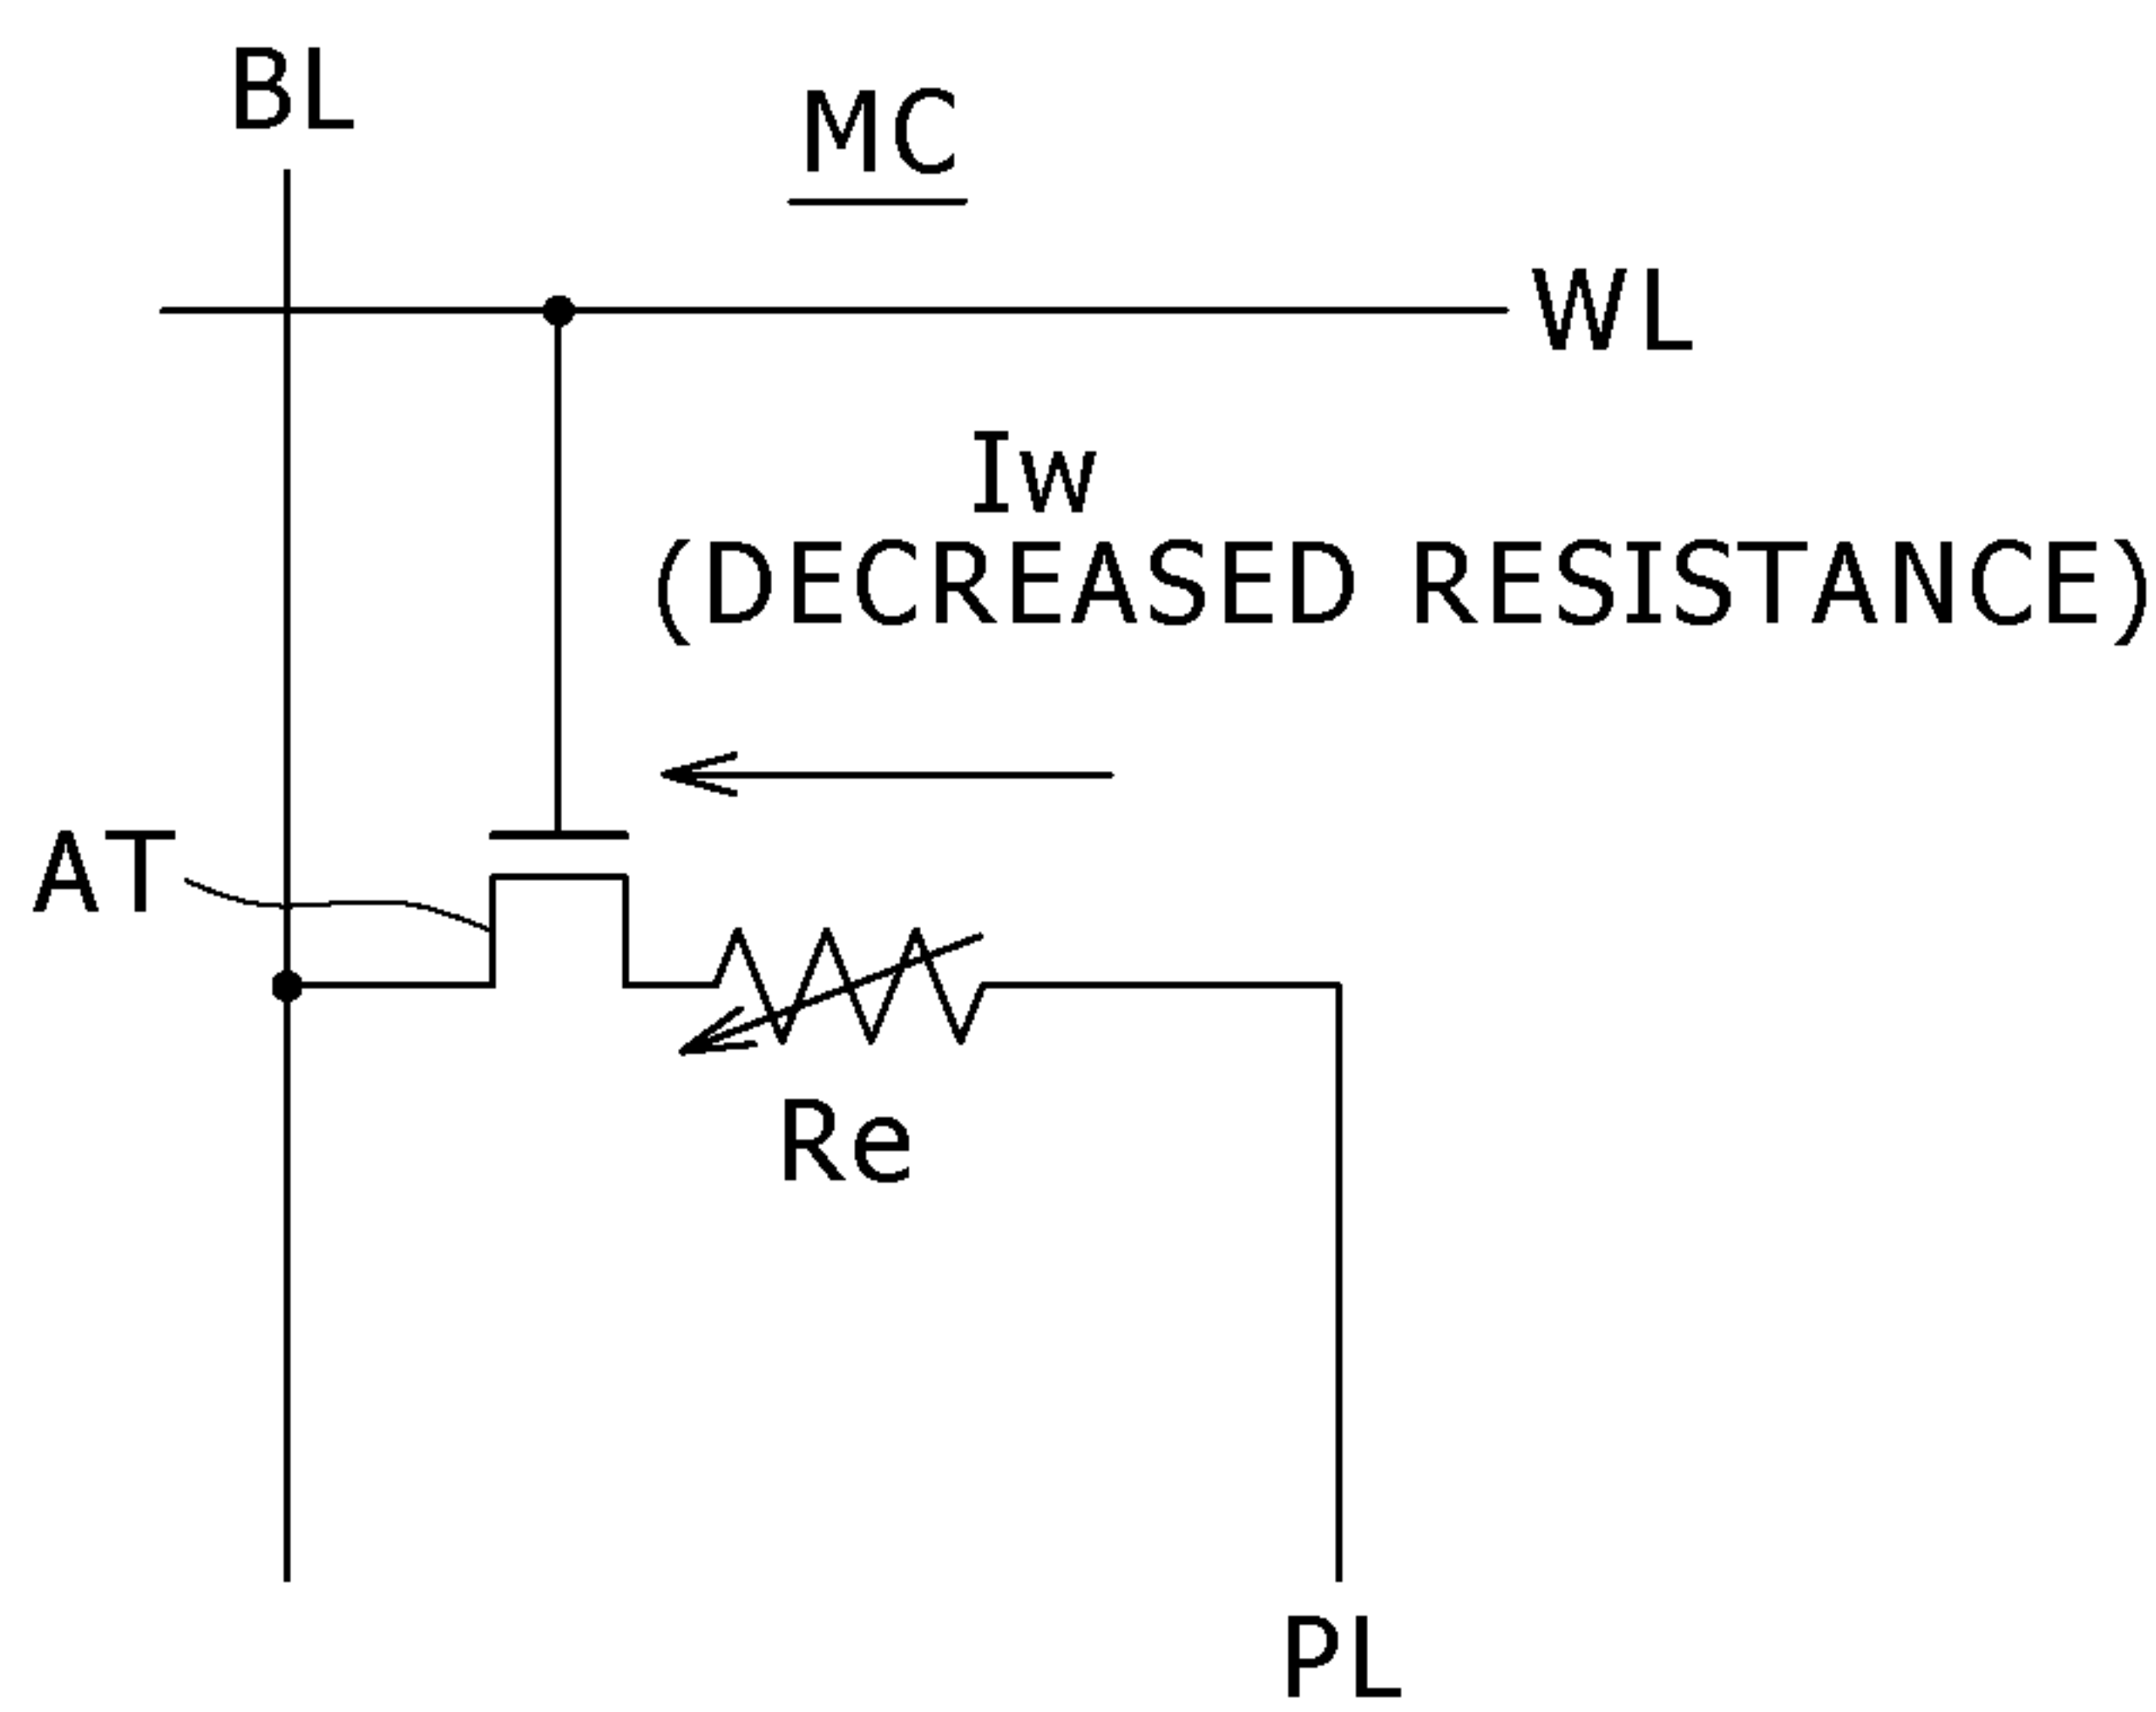 BL
MC
WL
Iw
(DECREASED RESISTANCE)
AT
Re
PL